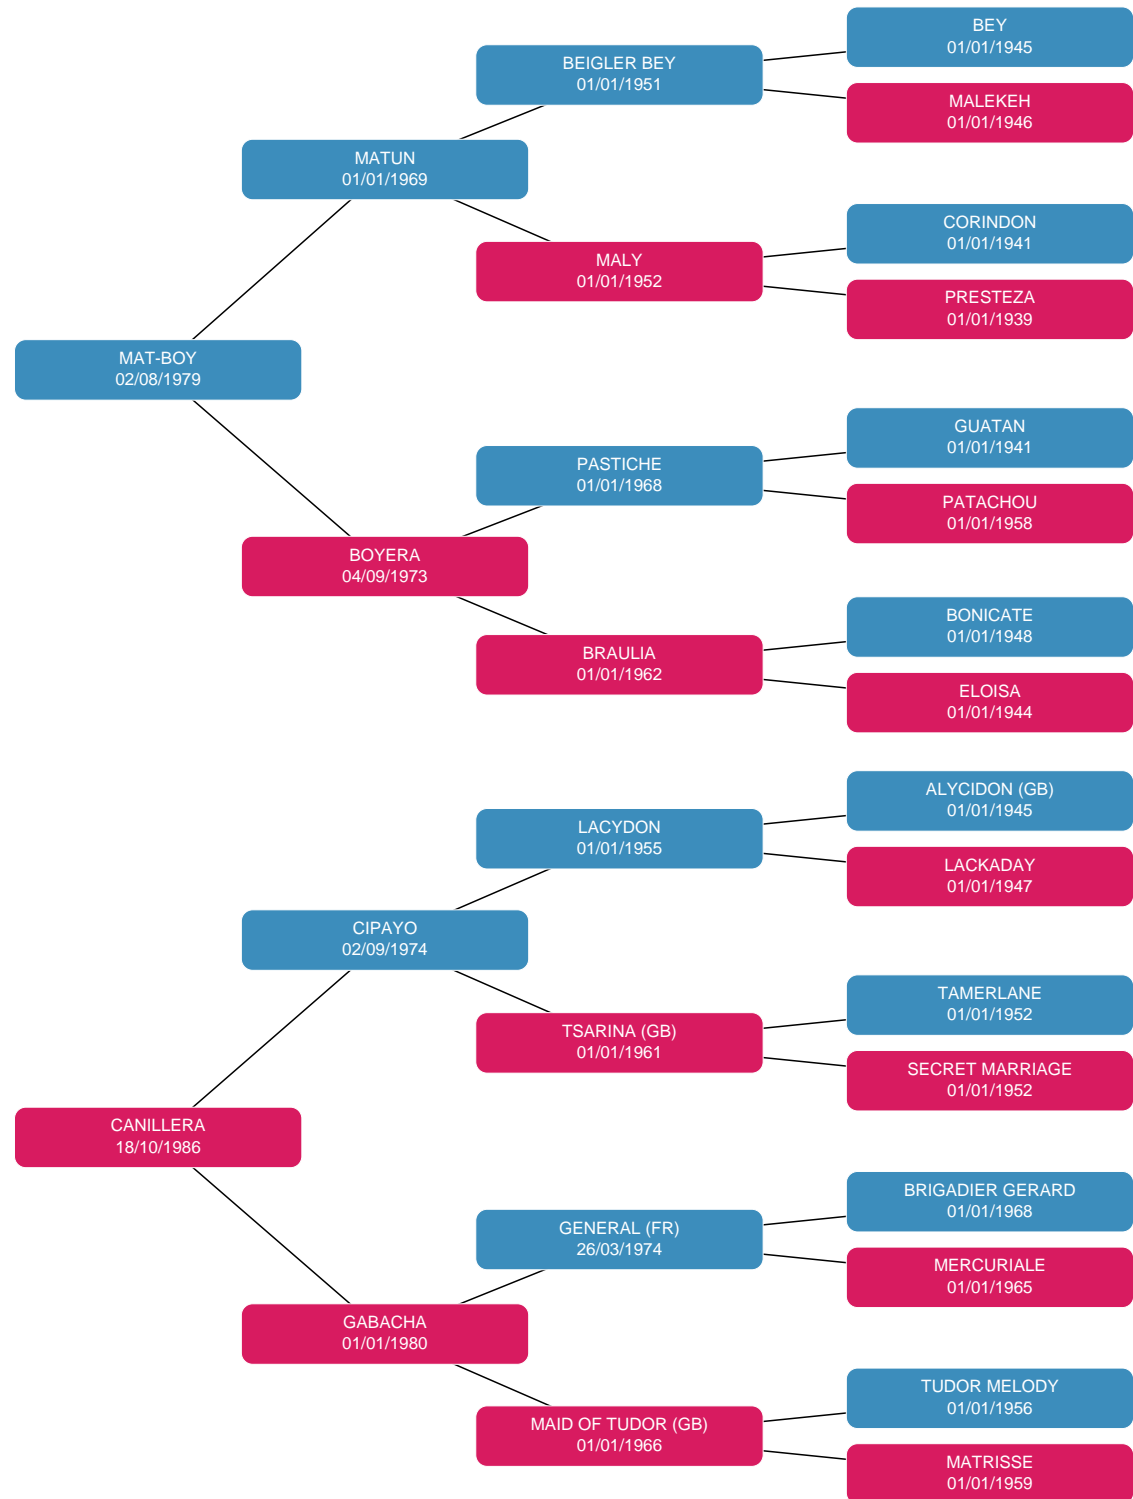 BEY
01/01/1945
BEIGLER BEY
01/01/1951
MALEKEH
01/01/1946
MATUN
01/01/1969
CORINDON
01/01/1941
MALY
01/01/1952
PRESTEZA
01/01/1939
MAT-BOY
02/08/1979
GUATAN
01/01/1941
PASTICHE
01/01/1968
PATACHOU
01/01/1958
BOYERA
04/09/1973
BONICATE
01/01/1948
BRAULIA
01/01/1962
ELOISA
01/01/1944
ALYCIDON (GB)
01/01/1945
LACYDON
01/01/1955
LACKADAY
01/01/1947
CIPAYO
02/09/1974
TAMERLANE
01/01/1952
TSARINA (GB)
01/01/1961
SECRET MARRIAGE
01/01/1952
CANILLERA
18/10/1986
BRIGADIER GERARD
01/01/1968
GENERAL (FR)
26/03/1974
MERCURIALE
01/01/1965
GABACHA
01/01/1980
TUDOR MELODY
01/01/1956
MAID OF TUDOR (GB)
01/01/1966
MATRISSE
01/01/1959